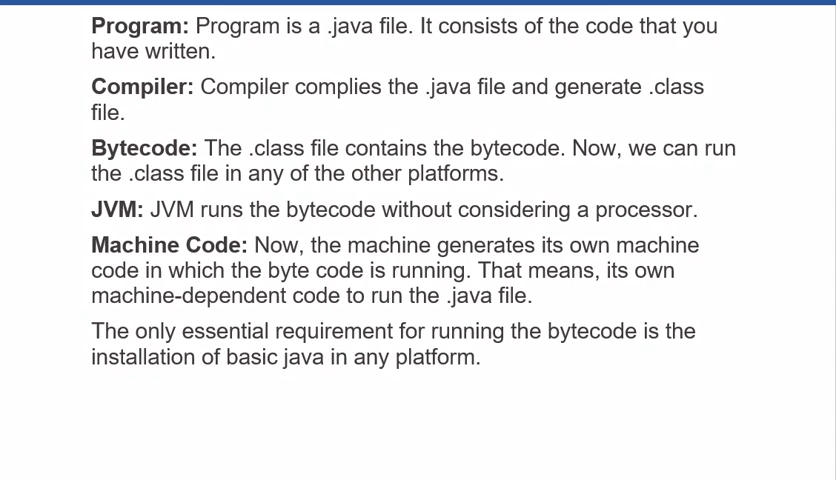 Program: Program is a .java file. It consists of the code that you
have written.
Compiler: Compiler complies the .java file and generate .class
file.
Bytecode: The .class file contains the bytecode. Now, we can run
the .class file in any of the other platforms.
JVM: JVM runs the bytecode without considering a processor.
Machine Code: Now, the machine generates its own machine
code in which the byte code is running. That means, its own
machine-dependent code to run the .java file.
The only essential requirement for running the bytecode is the
installation of basic java in any platform.